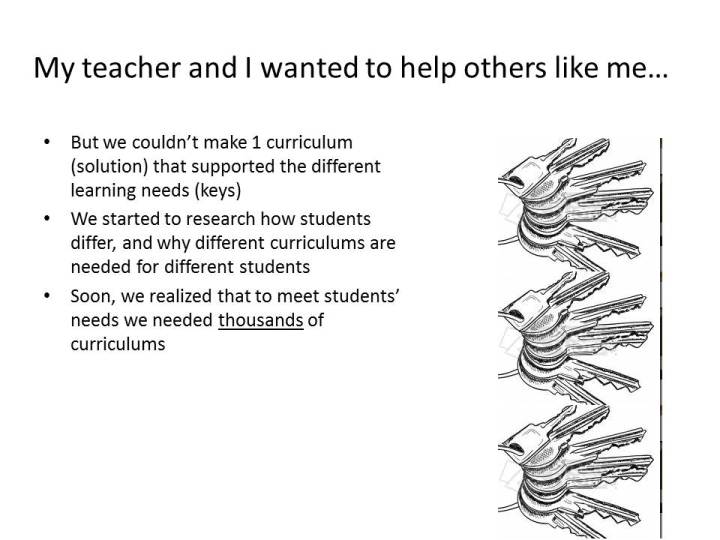 My teacher and I wanted to help others like me…
• But we couldn’t make 1 curriculum
(solution) that supported the different
learning needs (keys)
• We started to research how students
differ, and why different curriculums are
needed for different students
• Soon, we realized that to meet students’
needs we needed thousands of
curriculums